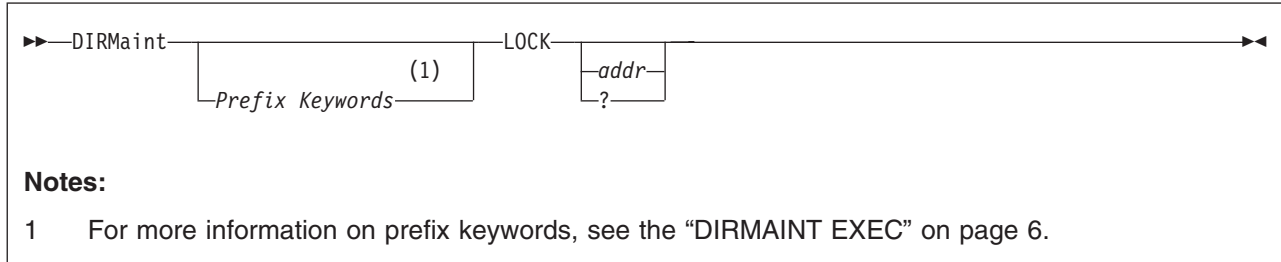 DIRMaint LOCK
(1) addr
Prefix Keywords ?
Notes:
1 For more information on prefix keywords, see the “DIRMAINT EXEC” on page 6.